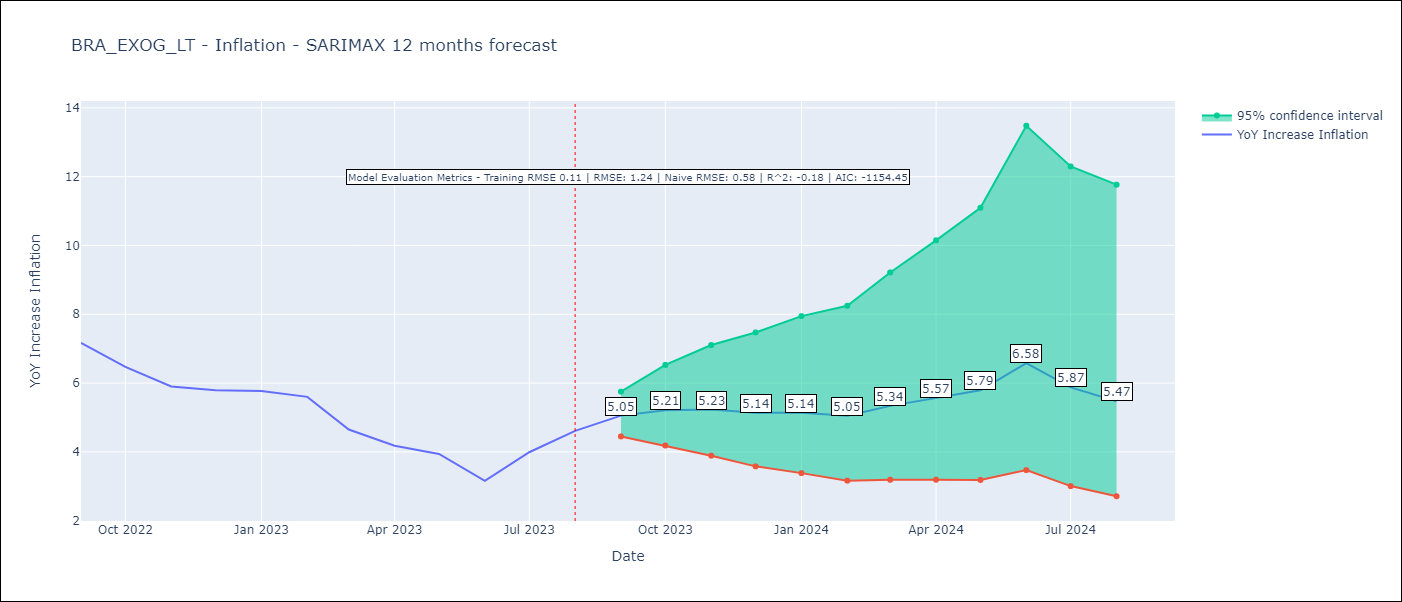 BRA_EXOG_LT - Inflation - SARIMAX 12 months forecast
95% confidence interval
YoY Increase Inflation
Model Evaluation Metrics - Training RMSE 0.11 | RMSE: 1.24 | Naive RMSE: 0.58 | R^2: -0.18 | AIC: -1154.45
YoY Increase Inflation
14
12
10
8
6
4
2
5.05
5.21
5.23
5.14
5.14
5.05
5.34
5.57
5.79
6.58
5.87
5.47
Oct 2022
Jan 2023
Apr 2023
Jul 2023
Oct 2023
Jan 2024
Apr 2024
Jul 2024
Date